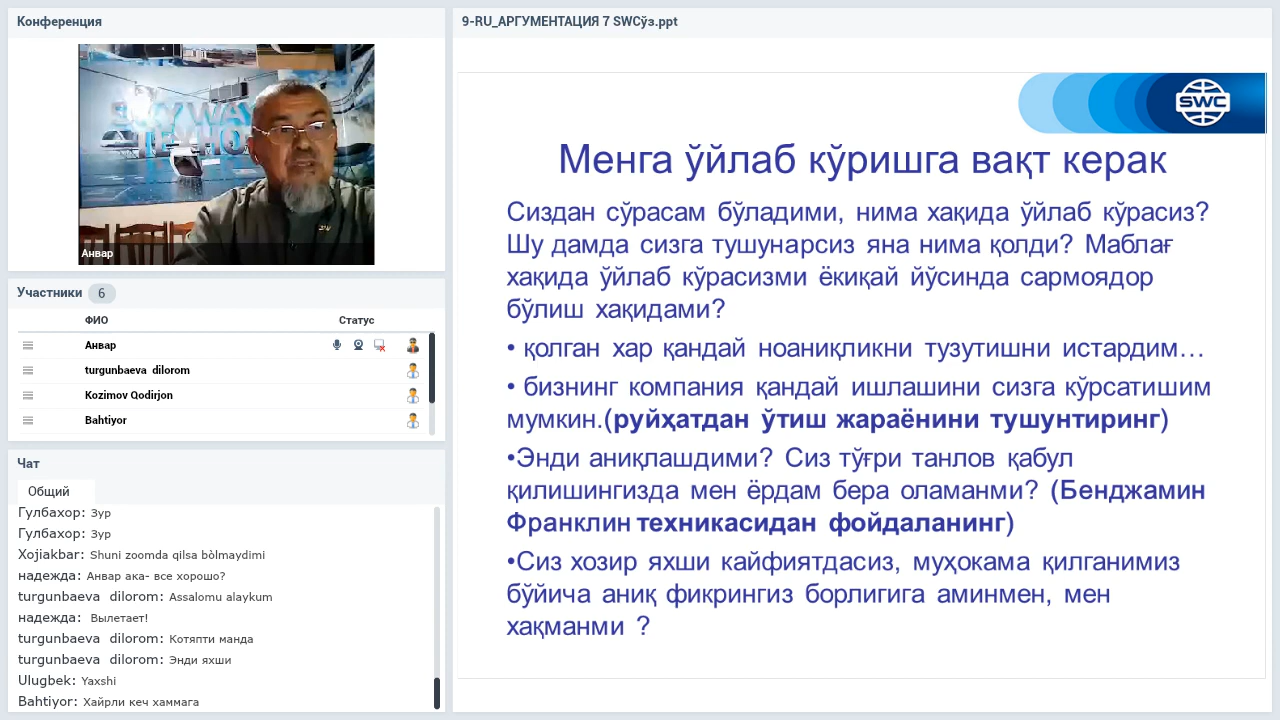 Конференция
SKYWAY
ТЕХНО
Анвар
Участники 6
ФИО Статус
Анвар
turgunbaeva dilorom
Kozimov Qodirjon
Bahtiyor
Чат
Общий
Гулбахор: Зур
Гулбахор: Зур
Xojiakbar: Shuni zoomda qilsa bòlmaydimi
надежда: Анвар ака- все хорошо?
turgunbaeva dilorom: Assalomu alaykum
надежда: Вылетает!
turgunbaeva dilorom: Котяпти манда
turgunbaeva dilorom: Энди яхши
Ulugbek: Yaxshi
Bahtiyor: Хайрли кеч хаммага
9-RU_АРГУМЕНТАЦИЯ 7 SWCўз.ppt
SWC
Менга ўйлаб кўришга вақт керак
Сиздан сўрасам бўладими, нима хақида ўйлаб кўрасиз?
Шу дамда сизга тушунарсиз яна нима қолди? Маблағ
хақида ўйлаб кўрасизми ёкиқай йўсинда сармоядор
бўлиш хақидами?
• қолган хар қандай ноаниқликни тузутишни истардим…
• бизнинг компания қандай ишлашини сизга кўрсатишим
мумкин.(руйҳатдан ўтиш жараёнини тушунтиринг)
•Энди аниқлашдими? Сиз тўғри танлов қабул
қилишингизда мен ёрдам бера оламанми? (Бенджамин
Франклин техникасидан фойдаланинг)
•Сиз хозир яхши кайфиятдасиз, муҳокама қилганимиз
бўйича аниқ фикрингиз борлигига аминмен, мен
хақманми ?